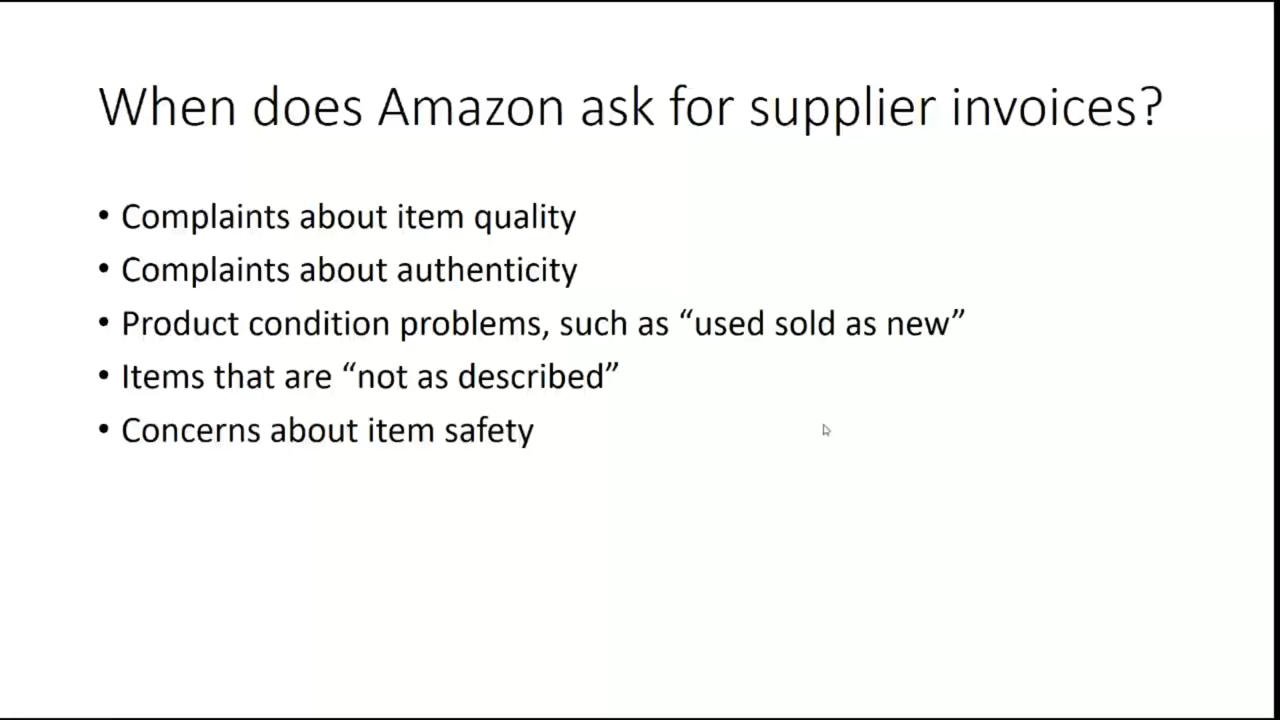 When does Amazon ask for supplier invoices?
• Complaints about item quality
• Complaints about authenticity
• Product condition problems, such as “used sold as new”
• Items that are “not as described”
• Concerns about item safety